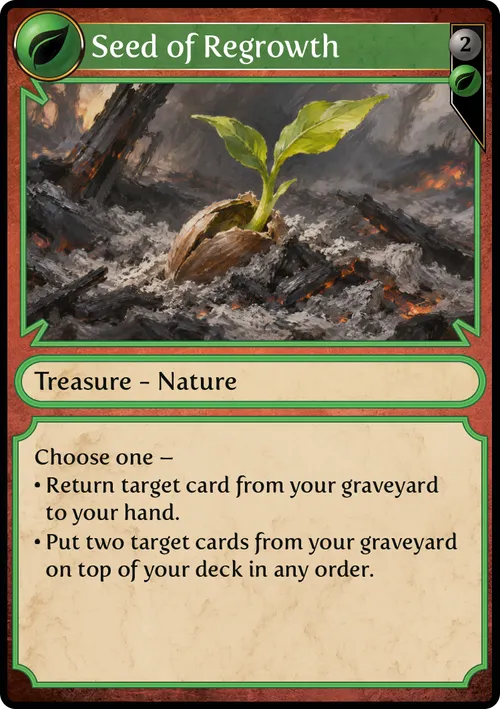 Seed of Regrowth
2
Treasure – Nature
Choose one –
• Return target card from your graveyard
to your hand.
• Put two target cards from your graveyard
on top of your deck in any order.